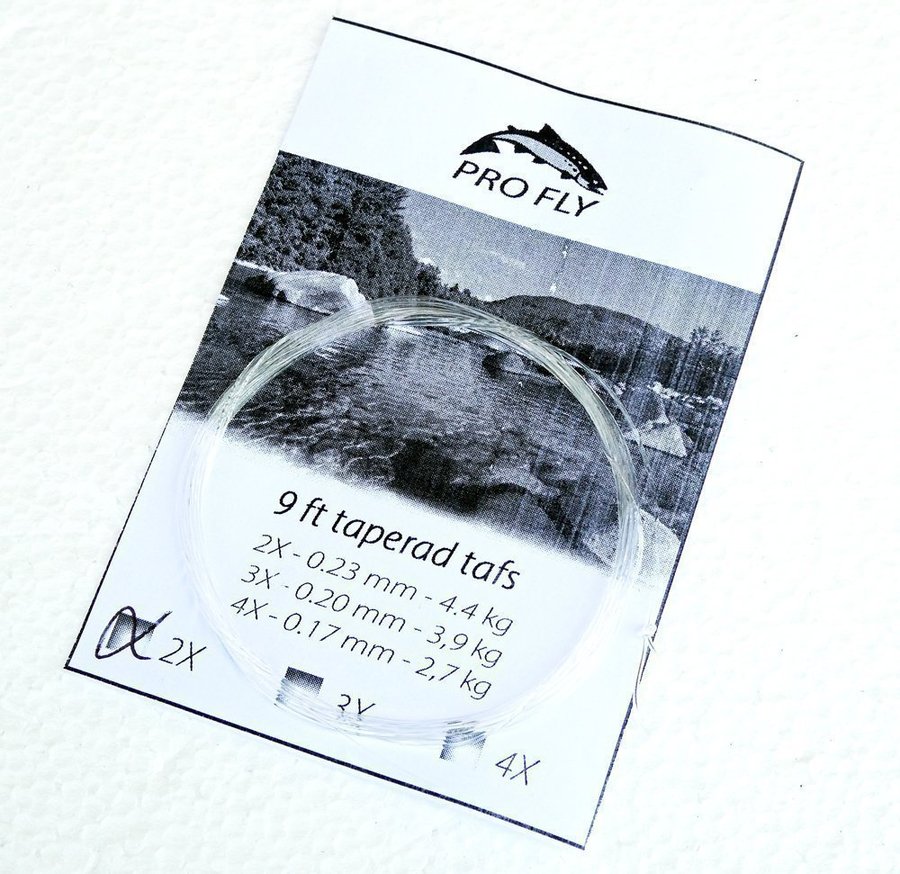 PRO FLY
9 ft taperad tafs
2X - 0.23 mm - 4.4 kg
3X - 0.20 mm - 3,9 kg
4X - 0.17 mm - 2,7 kg
2X
3X
4X